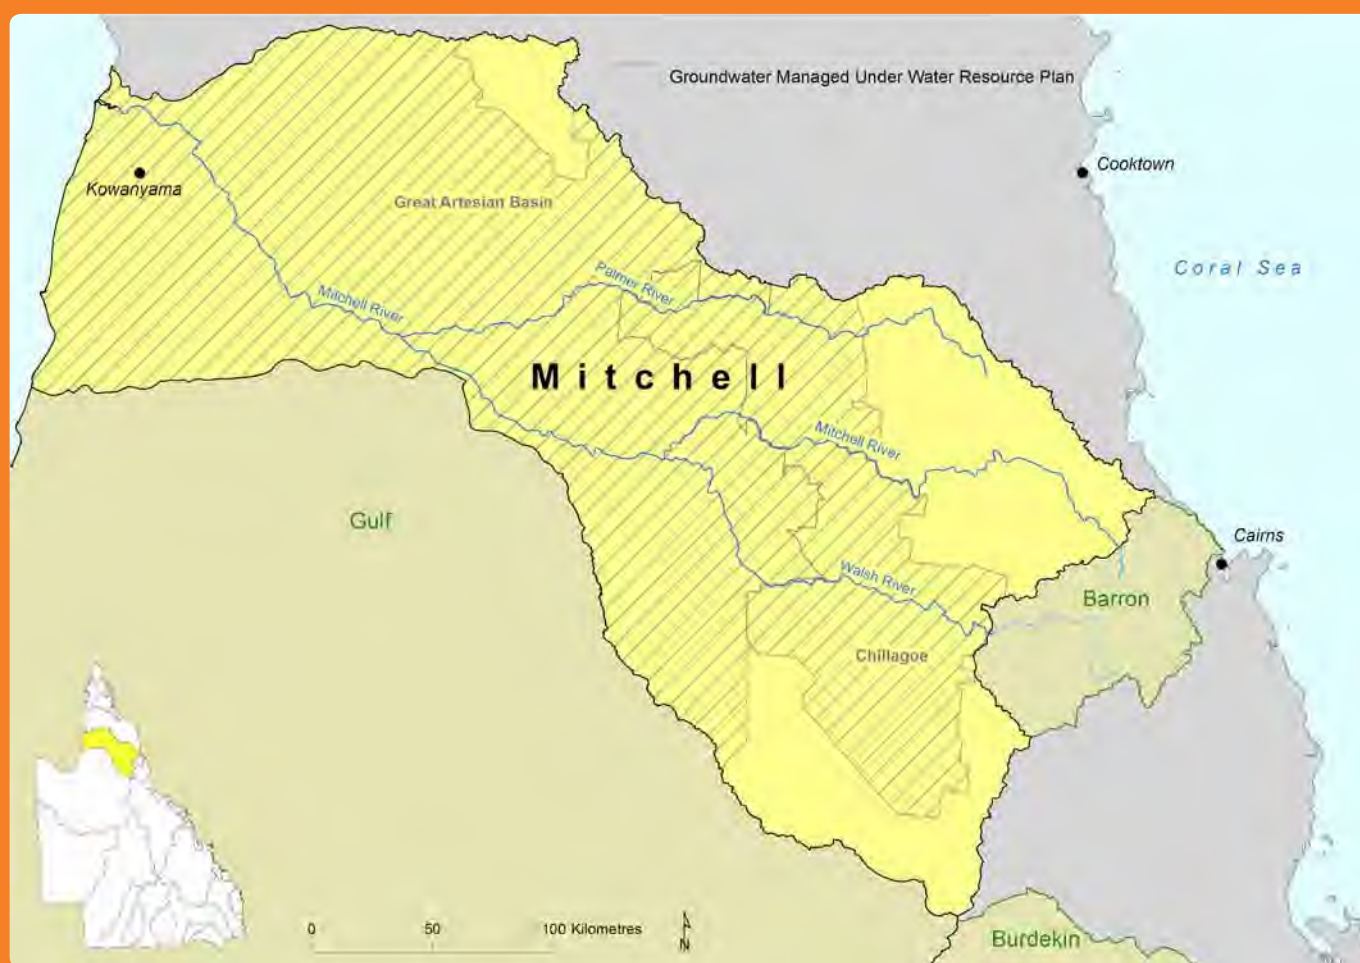 Groundwater Managed Under Water Resource Plan
Cooktown
Kowanyama
Great Artesian Basin
Coral Sea
Palmer River
Mitchell River
Mitchell
Mitchell River
Gulf
Cairns
Walsh River
Barron
Chillagoe
0 50 100 Kilometres
N
Burdekin